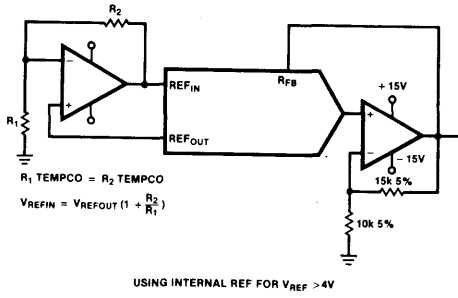 R2
R1
−
+
REFIN
REFOUT
RFB
+ 15V
+
−
− 15V
15k 5%
10k 5%
R1 TEMPCO = R2 TEMPCO
VREFIN = VREFOUT (1 + R2/R1)
USING INTERNAL REF FOR VREF >4V